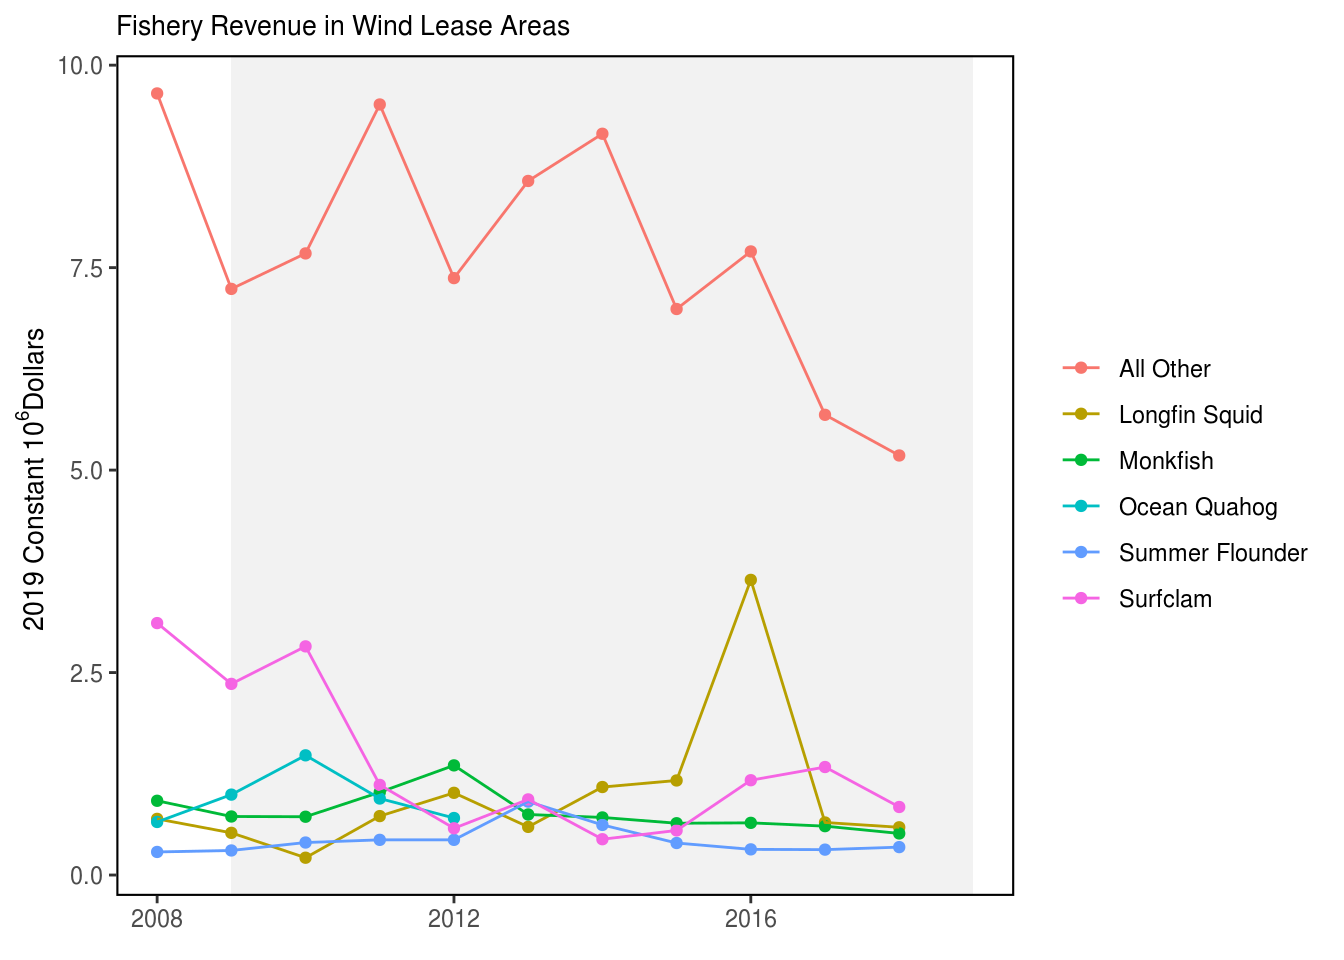 Fishery Revenue in Wind Lease Areas
10.0
7.5
5.0
2.5
0.0
2019 Constant 10⁶Dollars
2008
2012
2016
All Other
Longfin Squid
Monkfish
Ocean Quahog
Summer Flounder
Surfclam